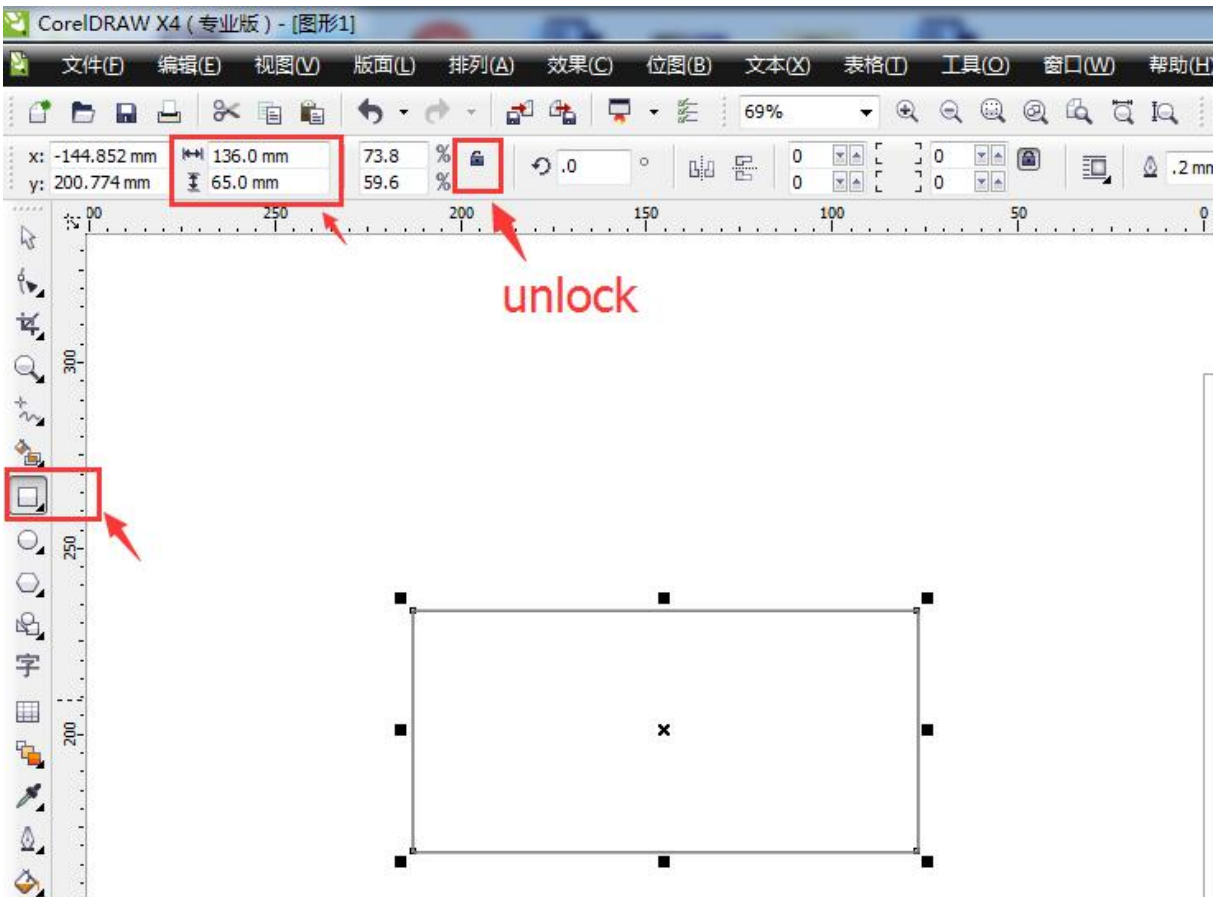 CorelDRAW X4 ( 专业版 ) - [图形1]
文件(F) 编辑(E) 视图(V) 版面(L) 排列(A) 效果(C) 位图(B) 文本(X) 表格(T) 工具(O) 窗口(W) 帮助(H)
69%
x: -144.852 mm 136.0 mm 73.8 % .0 ° 0 0 .2 mm
y: 200.774 mm 65.0 mm 59.6 % 0 0
00 250 200 150 100 50 0
unlock
300
250
字
200